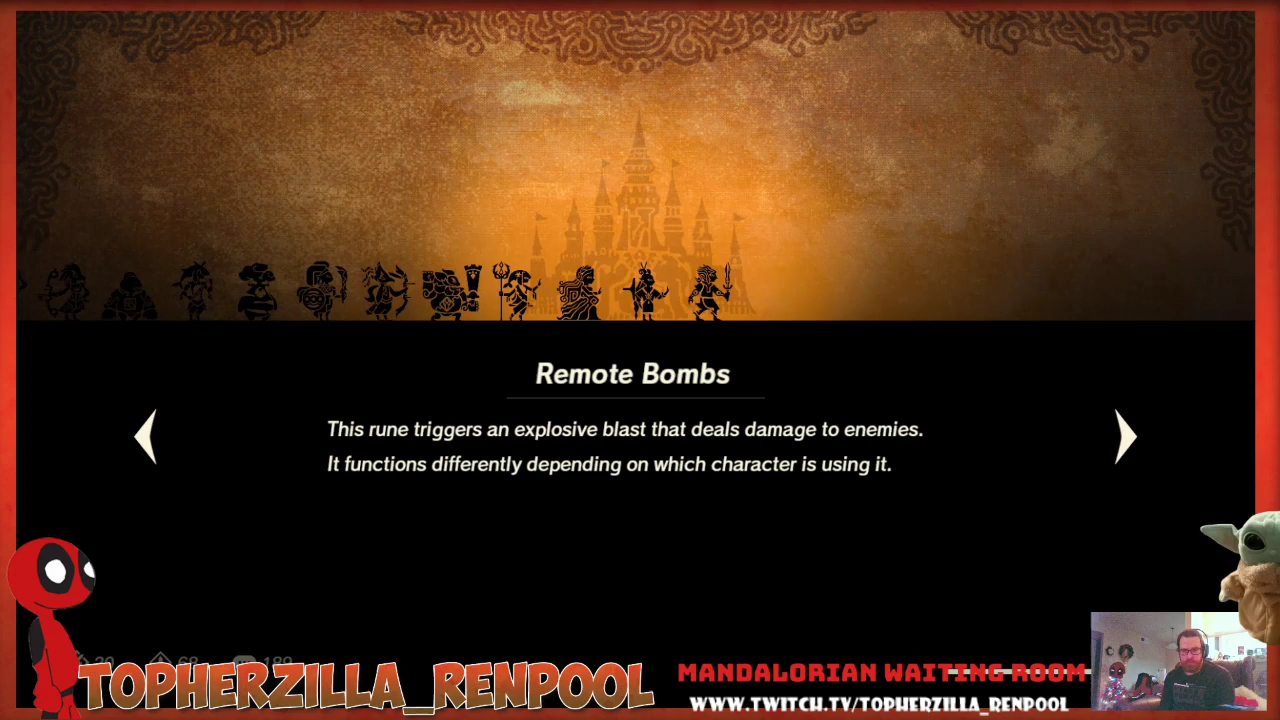 Remote Bombs
This rune triggers an explosive blast that deals damage to enemies.
It functions differently depending on which character is using it.
TOPHERZILLA_RENPOOL
MANDALORIAN WAITING ROOM
WWW.TWITCH.TV/TOPHERZILLA_RENPOOL